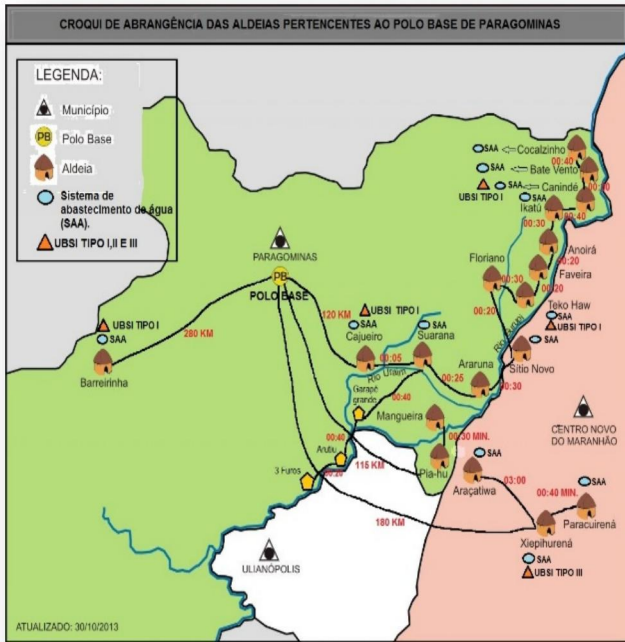 CROQUI DE ABRANGÊNCIA DAS ALDEIAS PERTENCENTES AO POLO BASE DE PARAGOMINAS
LEGENDA:
Município
PB
Polo Base
Aldeia
Sistema de
abastecimento de água
(SAA).
UBSI TIPO I,II E III
SAA
Cocalzinho
00:40
SAA
Bate Vento
SAA
Canindé
UBSI TIPO I
SAA
Ikatú
00:40
00:30
Anoirá
00:20
Faveira
Floriano
00:30
00:20
00:20
Teko Haw
SAA
UBSI TIPO I
Rio Gurupi
SAA
Sítio Novo
PARAGOMINAS
PB
POLO BASE
280 KM
120 KM
UBSI TIPO I
SAA
Barreirinha
UBSI TIPO I
SAA
Cajueiro
00:05
SAA
Suarana
Rio Uraim
00:25
Araruna
00:30
Garapé
grande
00:40
Mangueira
00:30 MIN.
Pia-hu
00:40
Arutiu
3 Furos
115 KM
180 KM
SAA
Araçatiwa
03:00
CENTRO NOVO
DO MARANHÃO
SAA
00:40 MIN.
Paracuirená
Xiepihurená
SAA
UBSI TIPO III
ULIANÓPOLIS
ATUALIZADO: 30/10/2013